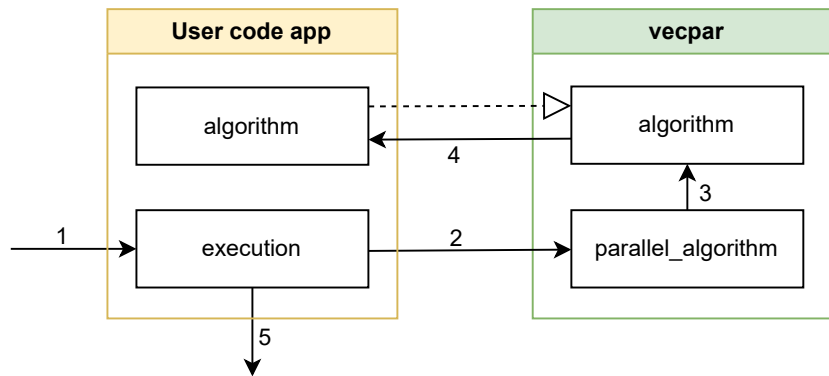 User code app
vecpar
algorithm
algorithm
4
3
1
execution
2
parallel_algorithm
5